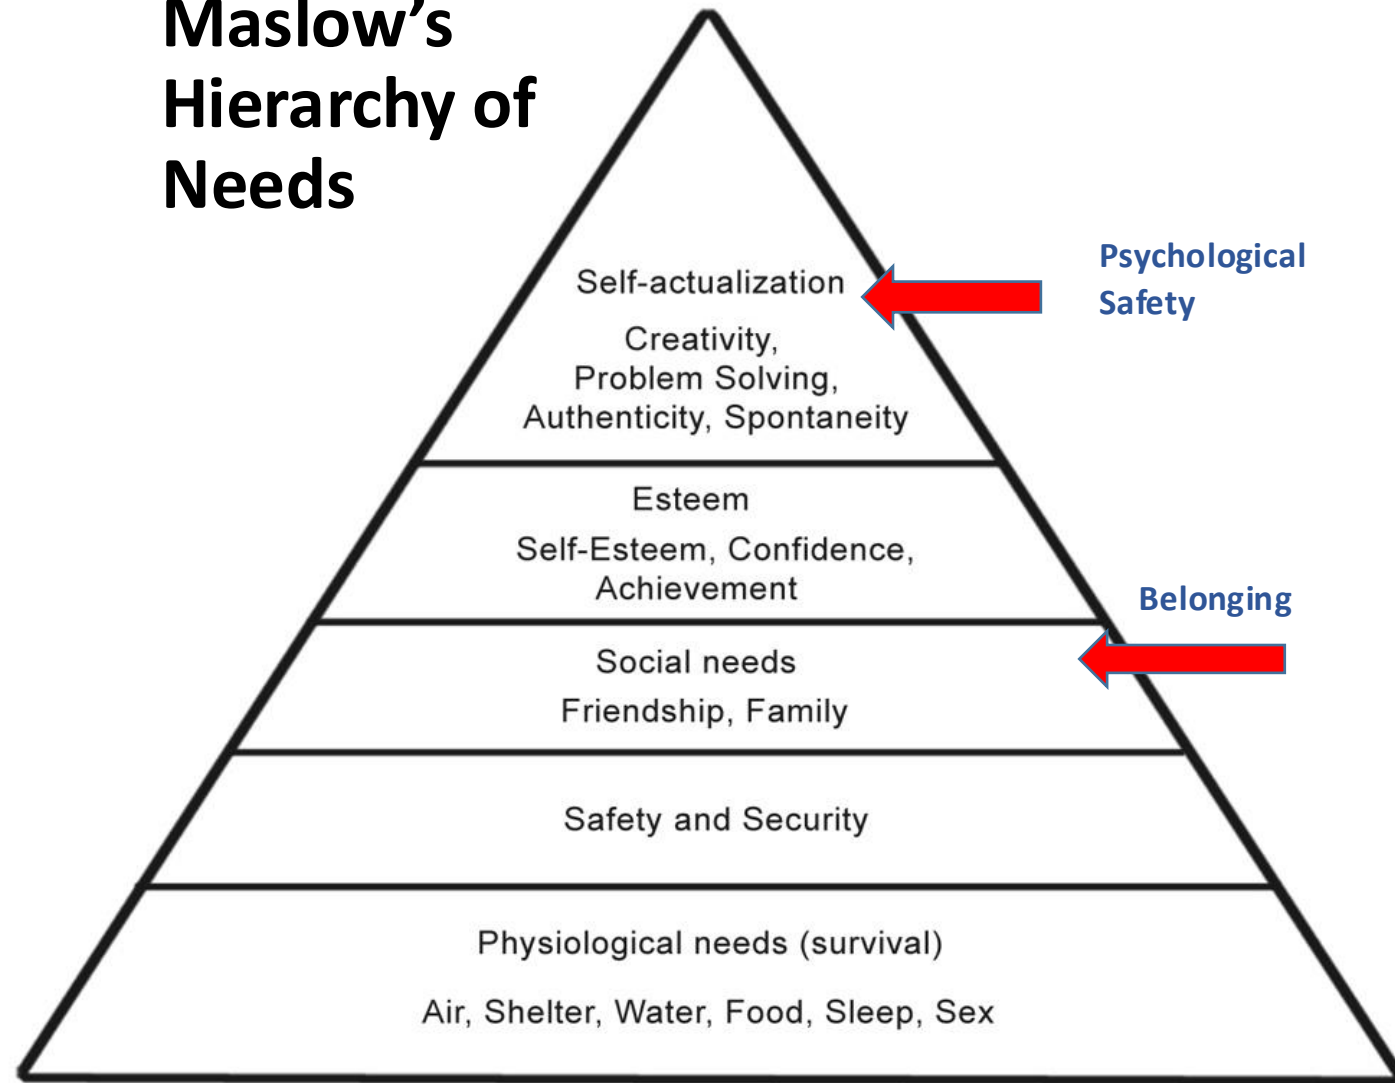 Maslow’s
Hierarchy of
Needs
Psychological
Safety
Self-actualization
Creativity,
Problem Solving,
Authenticity, Spontaneity
Esteem
Self-Esteem, Confidence,
Achievement
Belonging
Social needs
Friendship, Family
Safety and Security
Physiological needs (survival)
Air, Shelter, Water, Food, Sleep, Sex